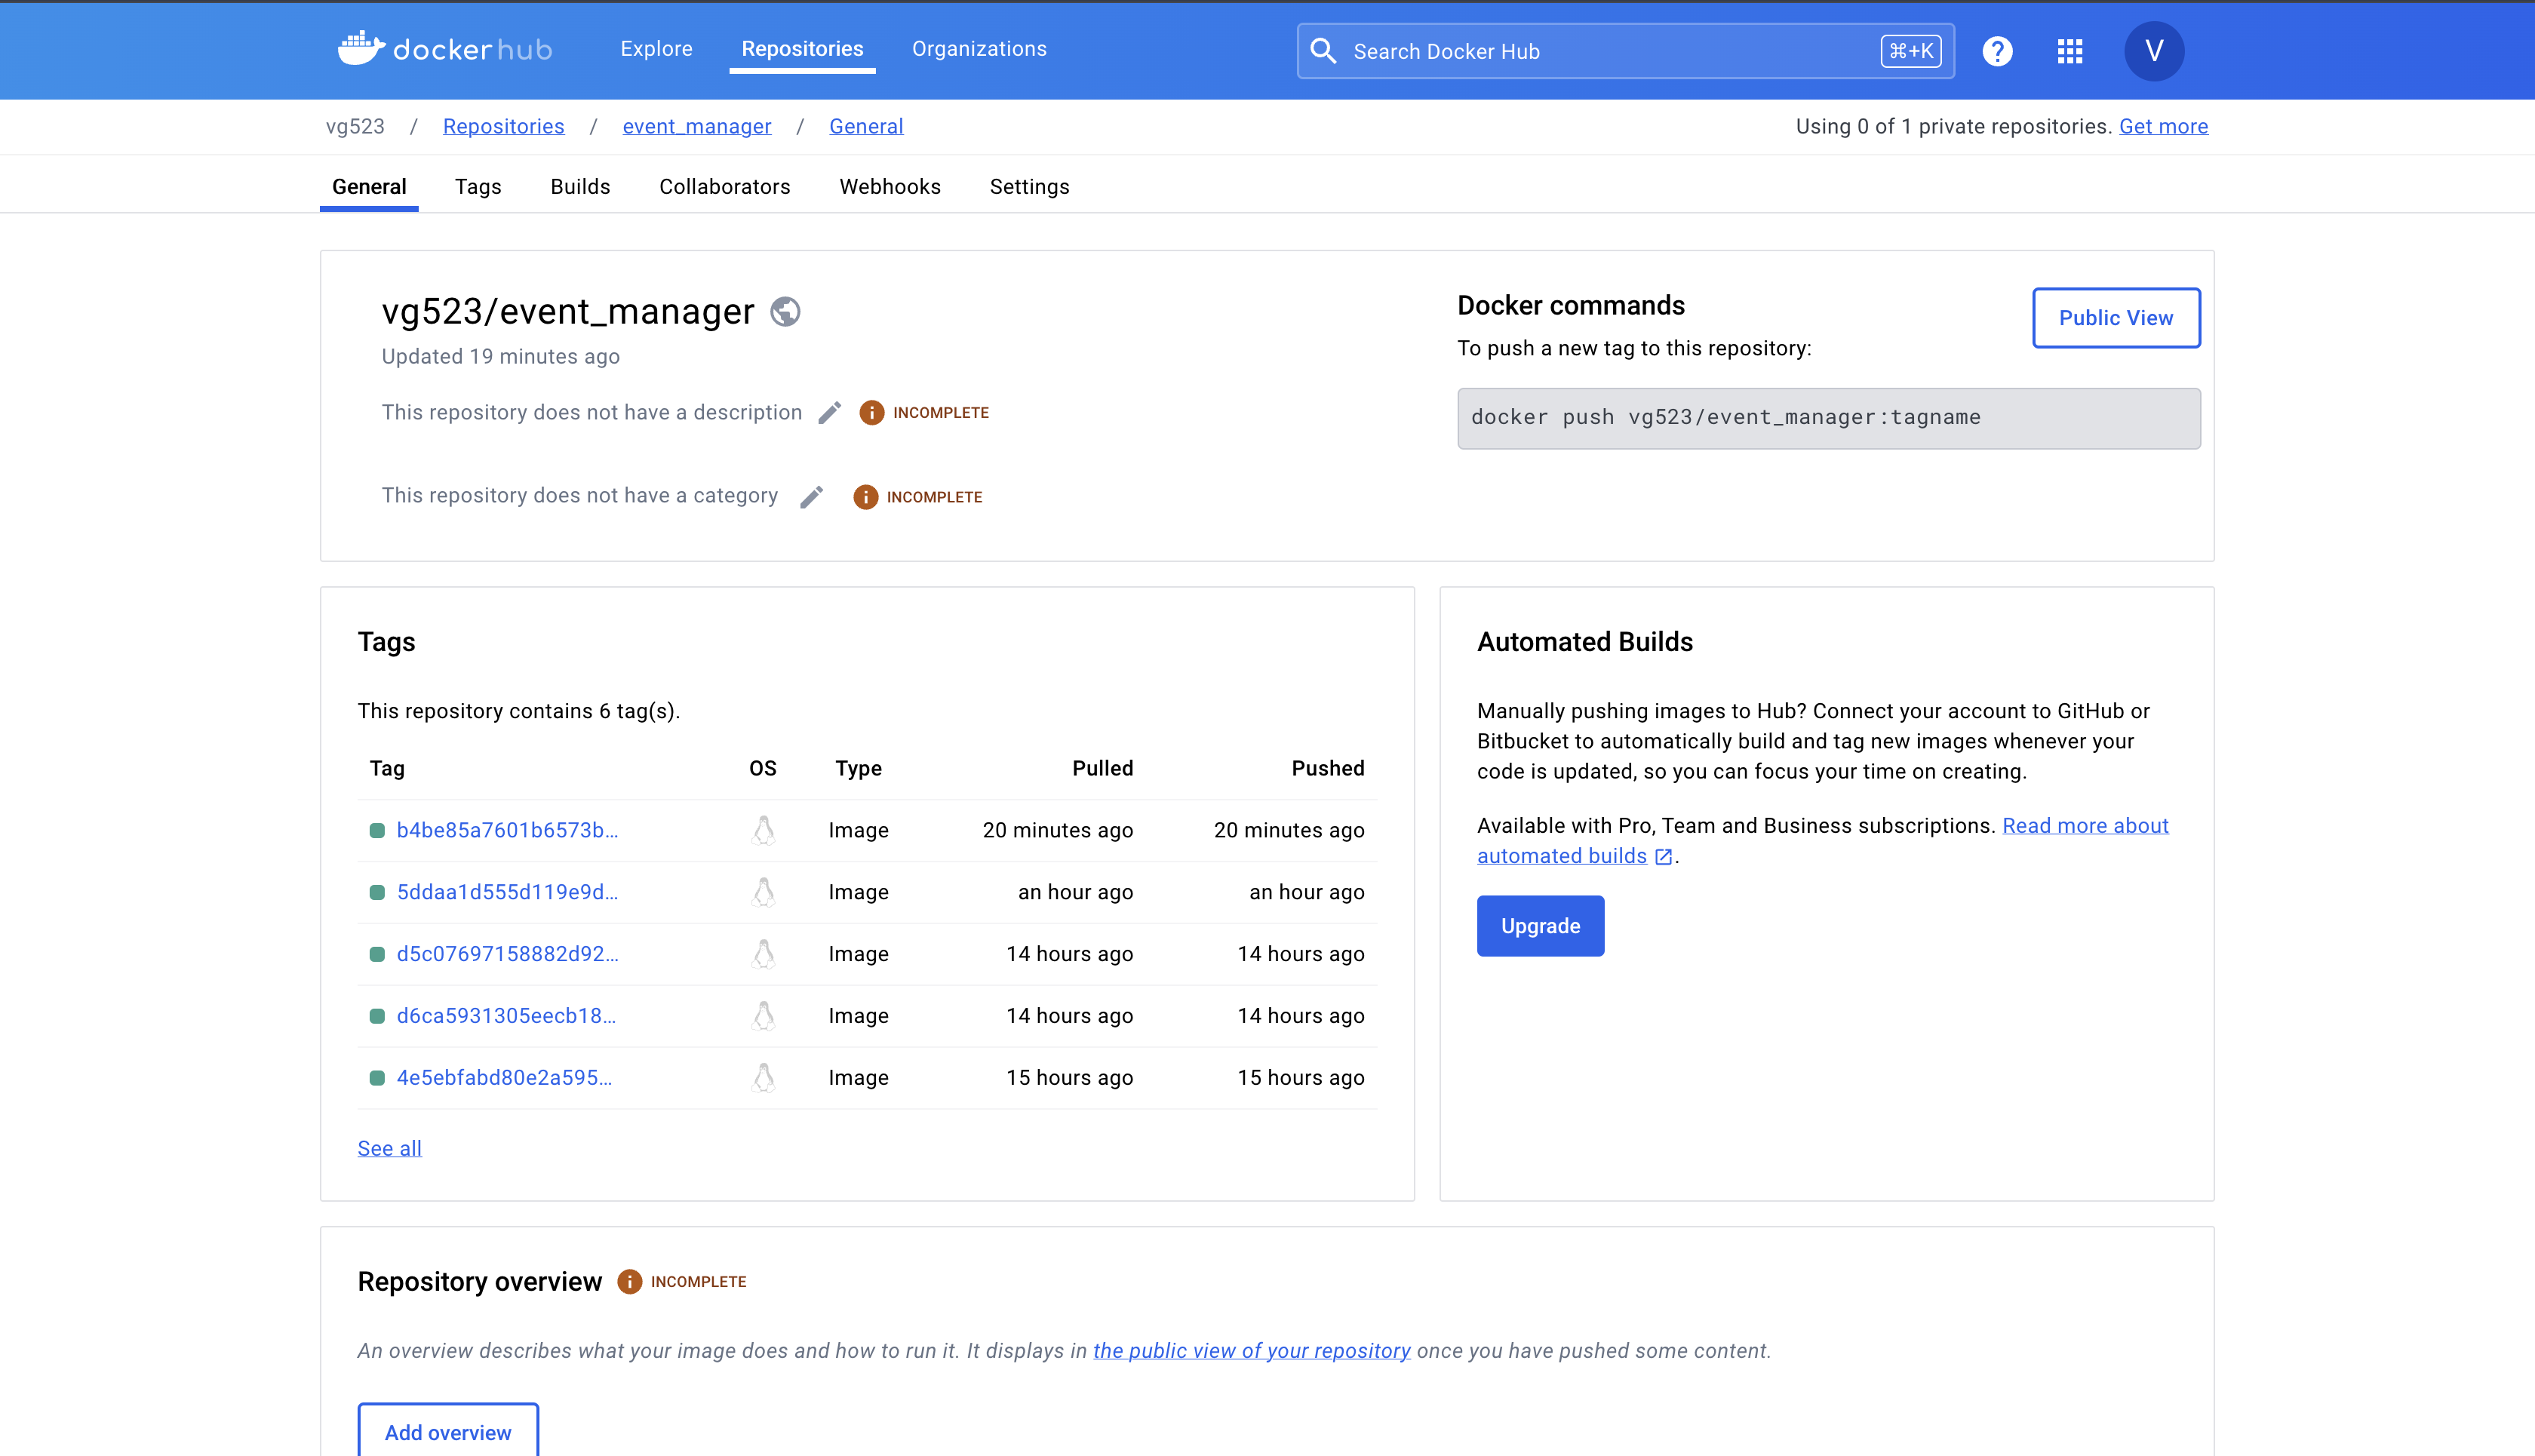 dockerhub
Explore
Repositories
Organizations
Search Docker Hub
⌘+K
?
V
vg523 / Repositories / event_manager / General
Using 0 of 1 private repositories. Get more
General
Tags
Builds
Collaborators
Webhooks
Settings
vg523/event_manager
Updated 19 minutes ago
This repository does not have a description
INCOMPLETE
This repository does not have a category
INCOMPLETE
Docker commands
To push a new tag to this repository:
Public View
docker push vg523/event_manager:tagname
Tags
This repository contains 6 tag(s).
Tag OS Type Pulled Pushed
b4be85a7601b6573b... Image 20 minutes ago 20 minutes ago
5ddaa1d555d119e9d... Image an hour ago an hour ago
d5c07697158882d92... Image 14 hours ago 14 hours ago
d6ca5931305eecb18... Image 14 hours ago 14 hours ago
4e5ebfabd80e2a595... Image 15 hours ago 15 hours ago
See all
Automated Builds
Manually pushing images to Hub? Connect your account to GitHub or
Bitbucket to automatically build and tag new images whenever your
code is updated, so you can focus your time on creating.
Available with Pro, Team and Business subscriptions. Read more about
automated builds .
Upgrade
Repository overview
INCOMPLETE
An overview describes what your image does and how to run it. It displays in the public view of your repository once you have pushed some content.
Add overview